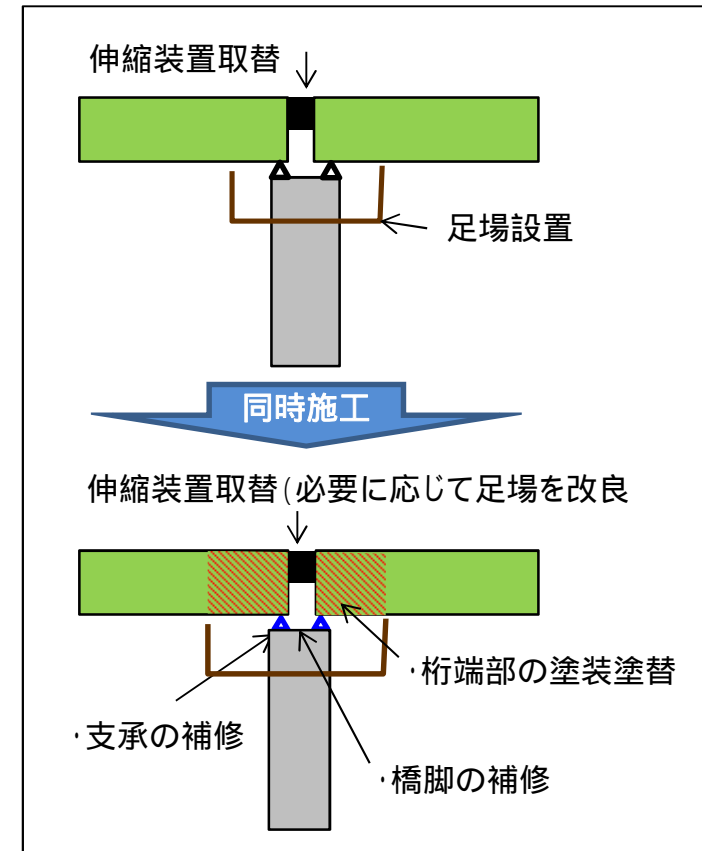 伸縮装置取替
足場設置
同時施工
伸縮装置取替(必要に応じて足場を改良
・桁端部の塗装塗替
・支承の補修
・橋脚の補修